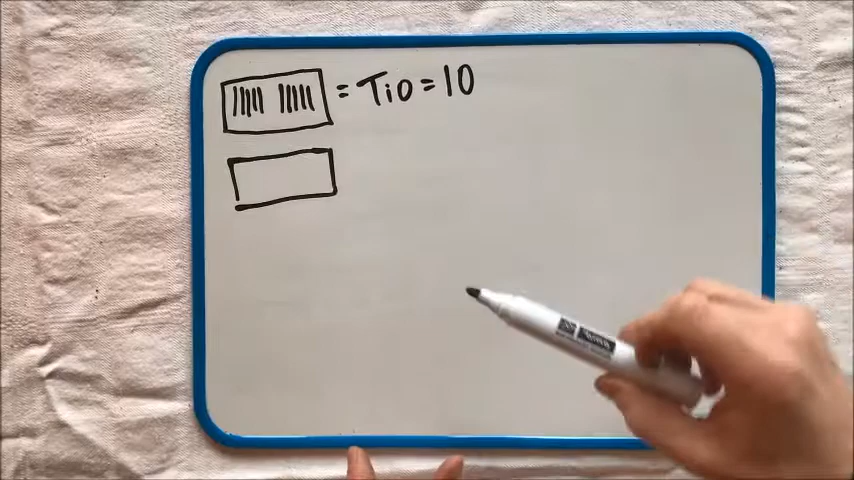 = Tio = 10